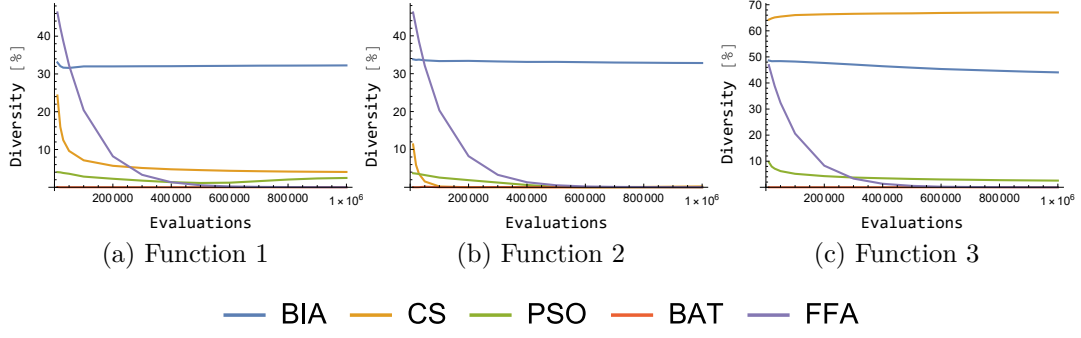 Diversity [%]
40
30
20
10
200 000 400 000 600 000 800 000 1 × 10⁶
Evaluations
(a) Function 1
Diversity [%]
40
30
20
10
200 000 400 000 600 000 800 000 1 × 10⁶
Evaluations
(b) Function 2
Diversity [%]
70
60
50
40
30
20
10
200 000 400 000 600 000 800 000 1 × 10⁶
Evaluations
(c) Function 3
BIA CS PSO BAT FFA